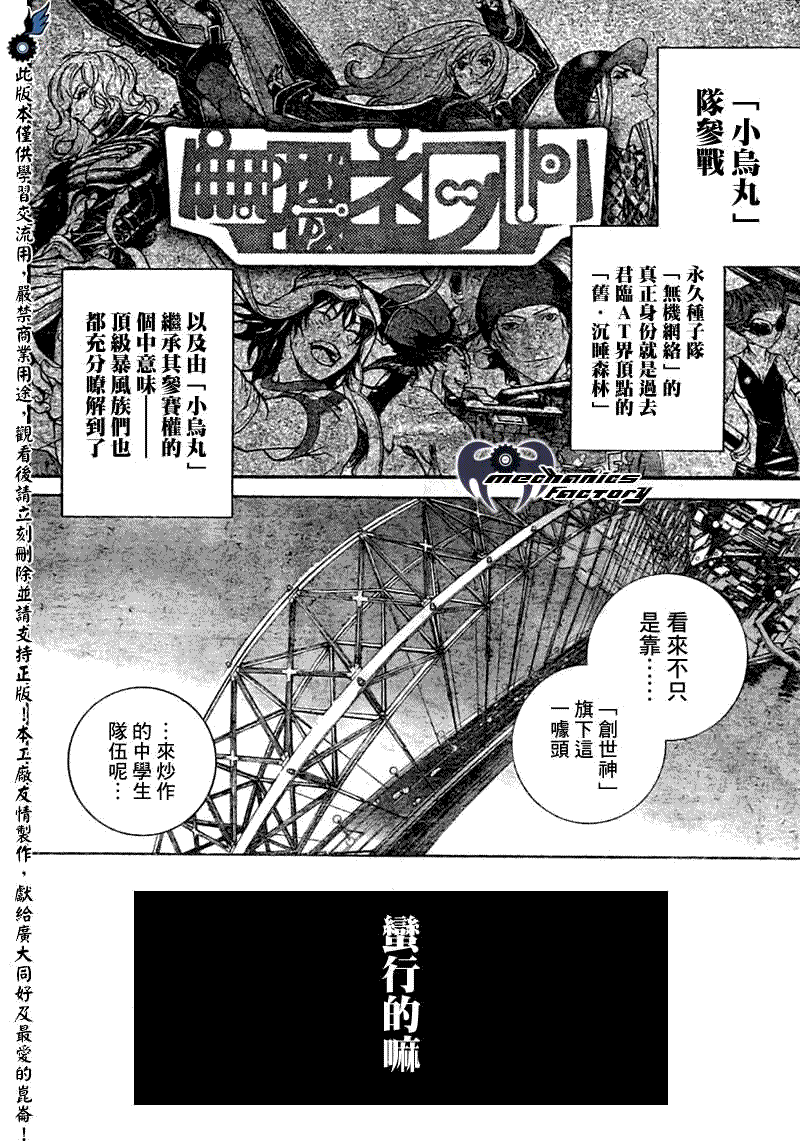 「小烏丸」
隊參戰
永久種子隊
「無機網絡」的
真正身份就是過去
君臨AT界頂點的
「舊・沉睡森林」
無機ネット
以及由「小烏丸」
繼承其參賽權的
個中意味——
頂級暴風族們也
都充分瞭解到了
mechanics
Factory
看來不只
是靠……
「創世神」
旗下這
一噱頭
…來炒作
的中學生
隊伍呢…
蠻行的嘛
此版本僅供學習交流用，嚴禁商業用途，觀看後請立刻刪除並請支持正版！本工廠友情製作，獻給廣大同好及最愛的崑崙！